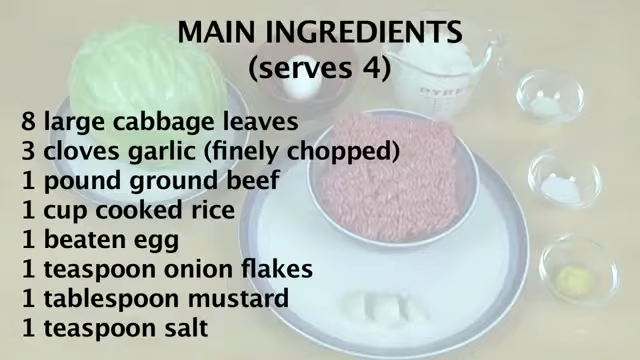 MAIN INGREDIENTS
(serves 4)
8 large cabbage leaves
3 cloves garlic (finely chopped)
1 pound ground beef
1 cup cooked rice
1 beaten egg
1 teaspoon onion flakes
1 tablespoon mustard
1 teaspoon salt
PYREX